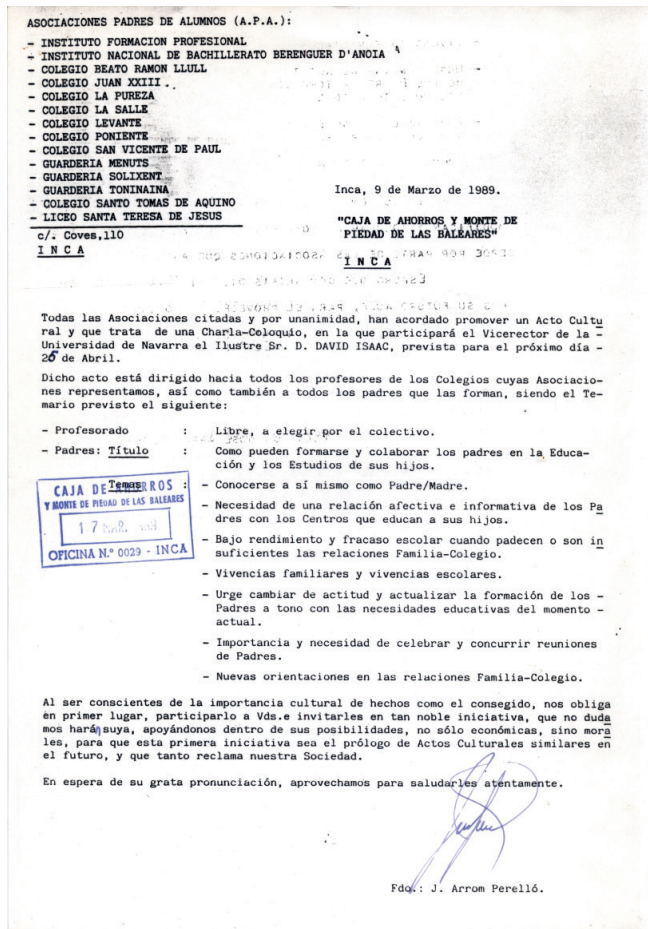 ASOCIACIONES PADRES DE ALUMNOS (A.P.A.):
- INSTITUTO FORMACION PROFESIONAL
- INSTITUTO NACIONAL DE BACHILLERATO BERENGUER D'ANOIA
- COLEGIO BEATO RAMON LLULL
- COLEGIO JUAN XXIII
- COLEGIO LA PUREZA
- COLEGIO LA SALLE
- COLEGIO LEVANTE
- COLEGIO PONIENTE
- COLEGIO SAN VICENTE DE PAUL
- GUARDERIA MENUTS
- GUARDERIA SOLIXENT
- GUARDERIA TONINAINA
- COLEGIO SANTO TOMAS DE AQUINO
- LICEO SANTA TERESA DE JESUS
c/. Coves,110
I N C A
Inca, 9 de Marzo de 1989.
"CAJA DE AHORROS Y MONTE DE
PIEDAD DE LAS BALEARES"
I N C A
Todas las Asociaciones citadas y por unanimidad, han acordado promover un Acto Cultu
ral y que trata de una Charla-Coloquio, en la que participará el Vicerector de la -
Universidad de Navarra el Ilustre Sr. D. DAVID ISAAC, prevista para el próximo día -
26 de Abril.
Dicho acto está dirigido hacia todos los profesores de los Colegios cuyas Asociacio-
nes representamos, así como también a todos los padres que las forman, siendo el Te-
mario previsto el siguiente:
- Profesorado : Libre, a elegir por el colectivo.
- Padres: Título : Como pueden formarse y colaborar los padres en la Educa-
ción y los Estudios de sus hijos.
Temas : - Conocerse a sí mismo como Padre/Madre.
- Necesidad de una relación afectiva e informativa de los Pa
dres con los Centros que educan a sus hijos.
- Bajo rendimiento y fracaso escolar cuando padecen o son in
suficientes las relaciones Familia-Colegio.
- Vivencias familiares y vivencias escolares.
- Urge cambiar de actitud y actualizar la formación de los -
Padres a tono con las necesidades educativas del momento -
actual.
- Importancia y necesidad de celebrar y concurrir reuniones
de Padres.
- Nuevas orientaciones en las relaciones Familia-Colegio.
CAJA DE AHORROS
Y MONTE DE PIEDAD DE LAS BALEARES
17 MAR.
OFICINA N.º 0029 - INCA
Al ser conscientes de la importancia cultural de hechos como el consegido, nos obliga
en primer lugar, participarlo a Vds.e invitarles en tan noble iniciativa, que no duda
mos harán suya, apoyándonos dentro de sus posibilidades, no sólo económicas, sino mora
les, para que esta primera iniciativa sea el prólogo de Actos Culturales similares en
el futuro, y que tanto reclama nuestra Sociedad.
En espera de su grata pronunciación, aprovechamos para saludarles atentamente.
Fdo.: J. Arrom Perelló.